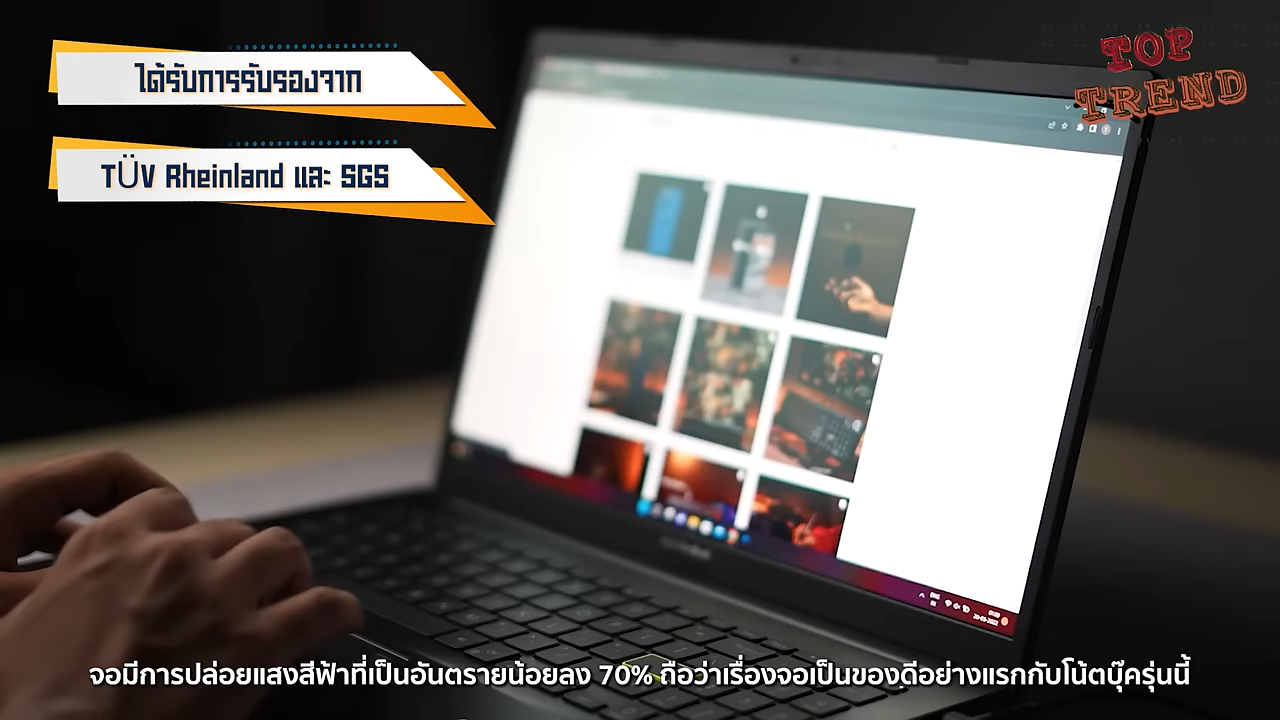 ได้รับการรับรองจาก
TÜV Rheinland และ SGS
TOP
TREND
จอมีการปล่อยแสงสีฟ้าที่เป็นอันตรายน้อยลง 70% ถือว่าเรื่องจอเป็นของดีอย่างแรกกับโน้ตบุ๊ครุ่นนี้